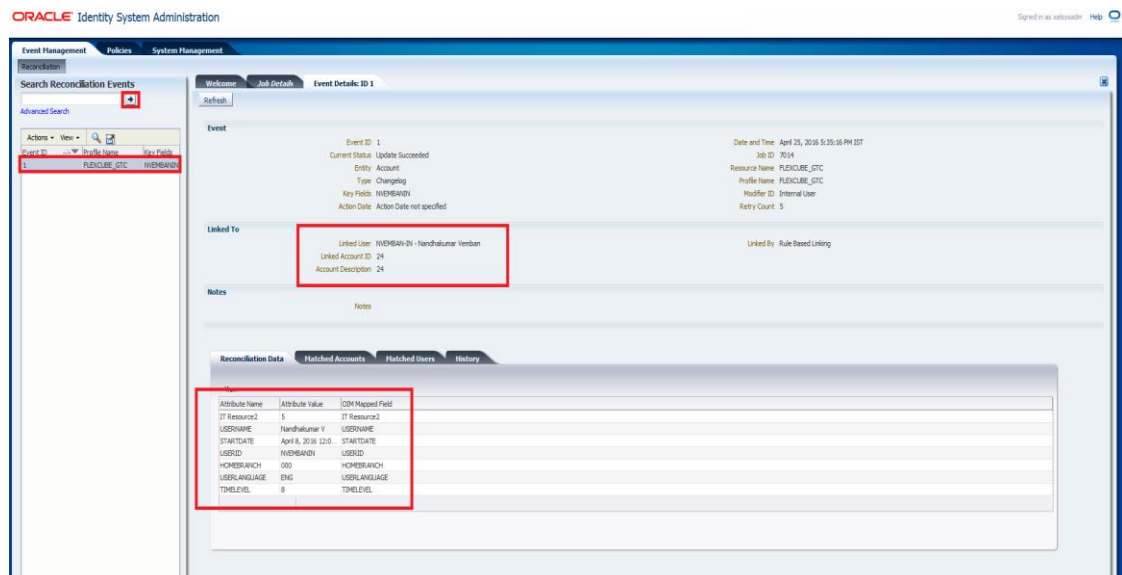 ORACLE Identity System Administration
Signed in as xelsysadm Help
Event Management Policies System Management
Reconciliation
Search Reconciliation Events
Advanced Search
Actions View
Event ID Profile Name Key Fields
1 FLEXCUBE_GTC NVEMBANIN
Welcome Job Details Event Details: ID 1
Refresh
Event
Event ID 1 Date and Time April 25, 2016 5:35:16 PM IST
Current Status Update Succeeded Job ID 7014
Entity Account Resource Name FLEXCUBE_GTC
Type Changelog Profile Name FLEXCUBE_GTC
Key Fields NVEMBANIN Modifier ID Internal User
Action Date Action Date not specified Retry Count 5
Linked To
Linked User NVEMBAN-IN - Nandhakumar Vemban Linked By Rule Based Linking
Linked Account ID 24
Account Description 24
Notes
Notes
Reconciliation Data Matched Accounts Matched Users History
Attribute Name Attribute Value OIM Mapped Field
IT Resource2 5 IT Resource2
USERNAME Nandhakumar V USERNAME
STARTDATE April 8, 2016 12:0... STARTDATE
USERID NVEMBANIN USERID
HOMEBRANCH 000 HOMEBRANCH
USERLANGUAGE ENG USERLANGUAGE
TIMELEVEL 8 TIMELEVEL